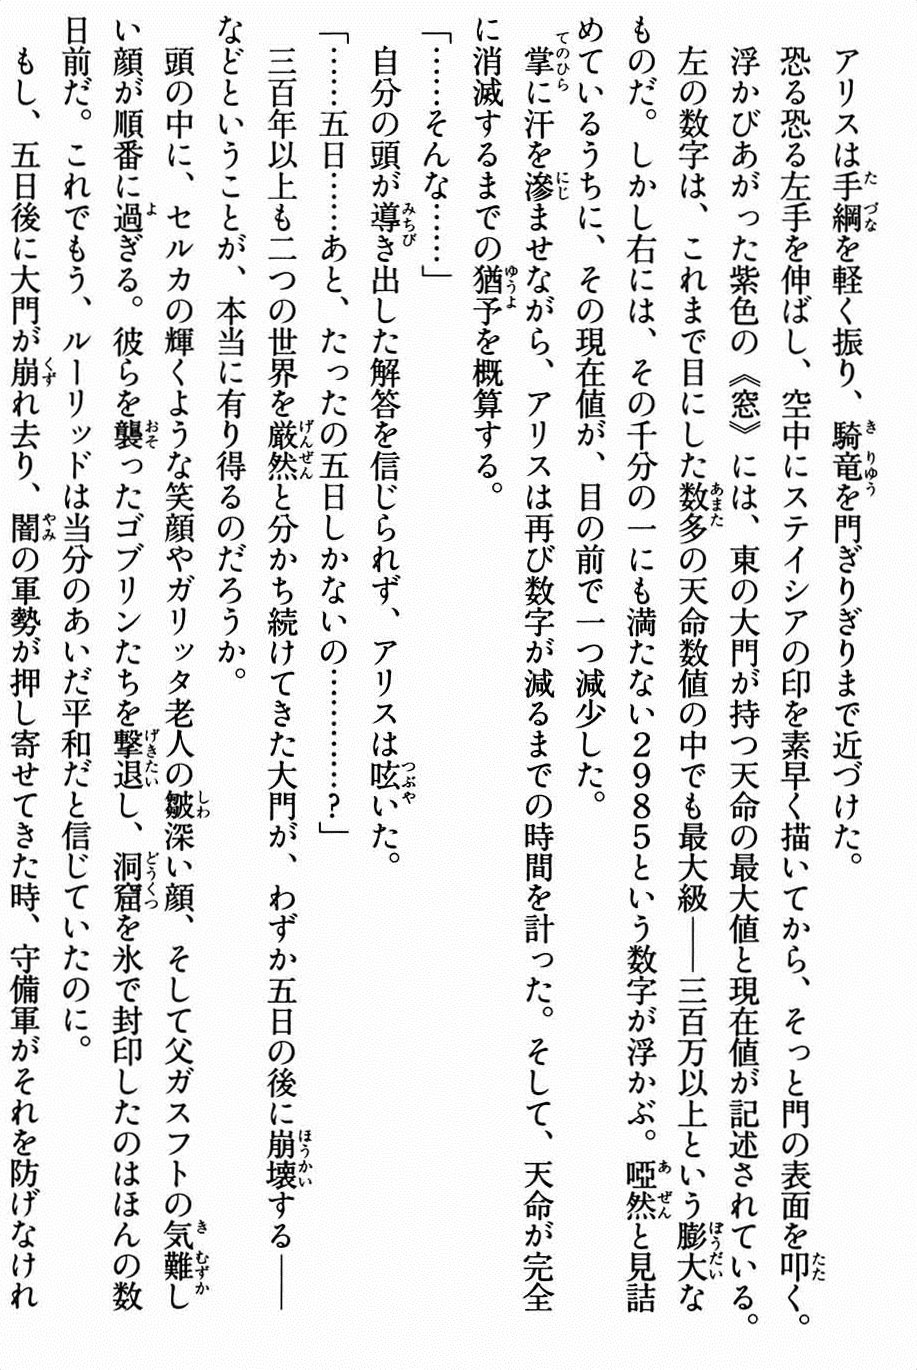 アリスは手綱を軽く振り、騎竜を門ぎりぎりまで近づけた。
恐る恐る左手を伸ばし、空中にステイシアの印を素早く描いてから、そっと門の表面を叩く。
浮かびあがった紫色の《窓》には、東の大門が持つ天命の最大値と現在値が記述されている。
左の数字は、これまで目にした数多の天命数値の中でも最大級――三百万以上という膨大な
ものだ。しかし右には、その千分の一にも満たない2985という数字が浮かぶ。啞然と見詰
めているうちに、その現在値が、目の前で一つ減少した。
掌に汗を滲ませながら、アリスは再び数字が減るまでの時間を計った。そして、天命が完全
に消滅するまでの猶予を概算する。
「……そんな……」
自分の頭が導き出した解答を信じられず、アリスは呟いた。
「……五日……あと、たったの五日しかないの…………?」
三百年以上も二つの世界を厳然と分かち続けてきた大門が、わずか五日の後に崩壊する――
などということが、本当に有り得るのだろうか。
頭の中に、セルカの輝くような笑顔やガリッタ老人の皺深い顔、そして父ガスフトの気難し
い顔が順番に過ぎる。彼らを襲ったゴブリンたちを撃退し、洞窟を氷で封印したのはほんの数
日前だ。これでもう、ルーリッドは当分のあいだ平和だと信じていたのに。
もし、五日後に大門が崩れ去り、闇の軍勢が押し寄せてきた時、守備軍がそれを防げなけれ